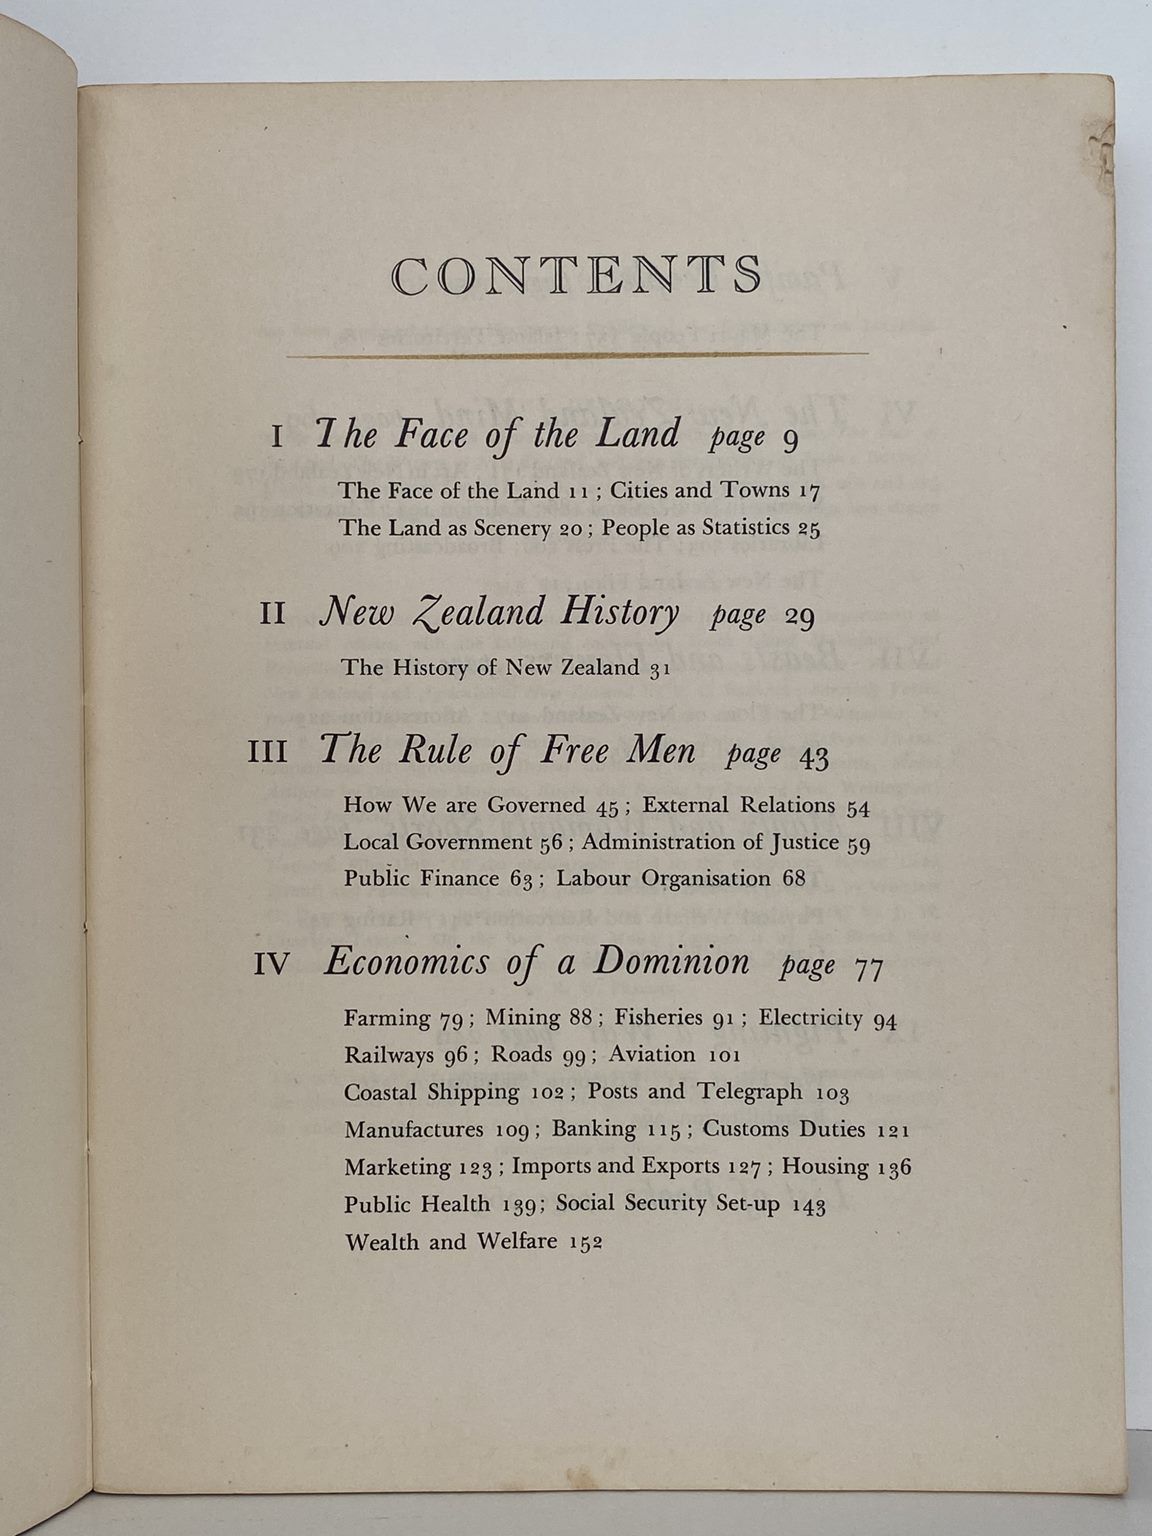 CONTENTS
I The Face of the Land page 9
The Face of the Land 11 ; Cities and Towns 17
The Land as Scenery 20 ; People as Statistics 25
II New Zealand History page 29
The History of New Zealand 31
III The Rule of Free Men page 43
How We are Governed 45 ; External Relations 54
Local Government 56 ; Administration of Justice 59
Public Finance 63 ; Labour Organisation 68
IV Economics of a Dominion page 77
Farming 79 ; Mining 88 ; Fisheries 91 ; Electricity 94
Railways 96 ; Roads 99 ; Aviation 101
Coastal Shipping 102 ; Posts and Telegraph 103
Manufactures 109 ; Banking 115 ; Customs Duties 121
Marketing 123 ; Imports and Exports 127 ; Housing 136
Public Health 139 ; Social Security Set-up 143
Wealth and Welfare 152